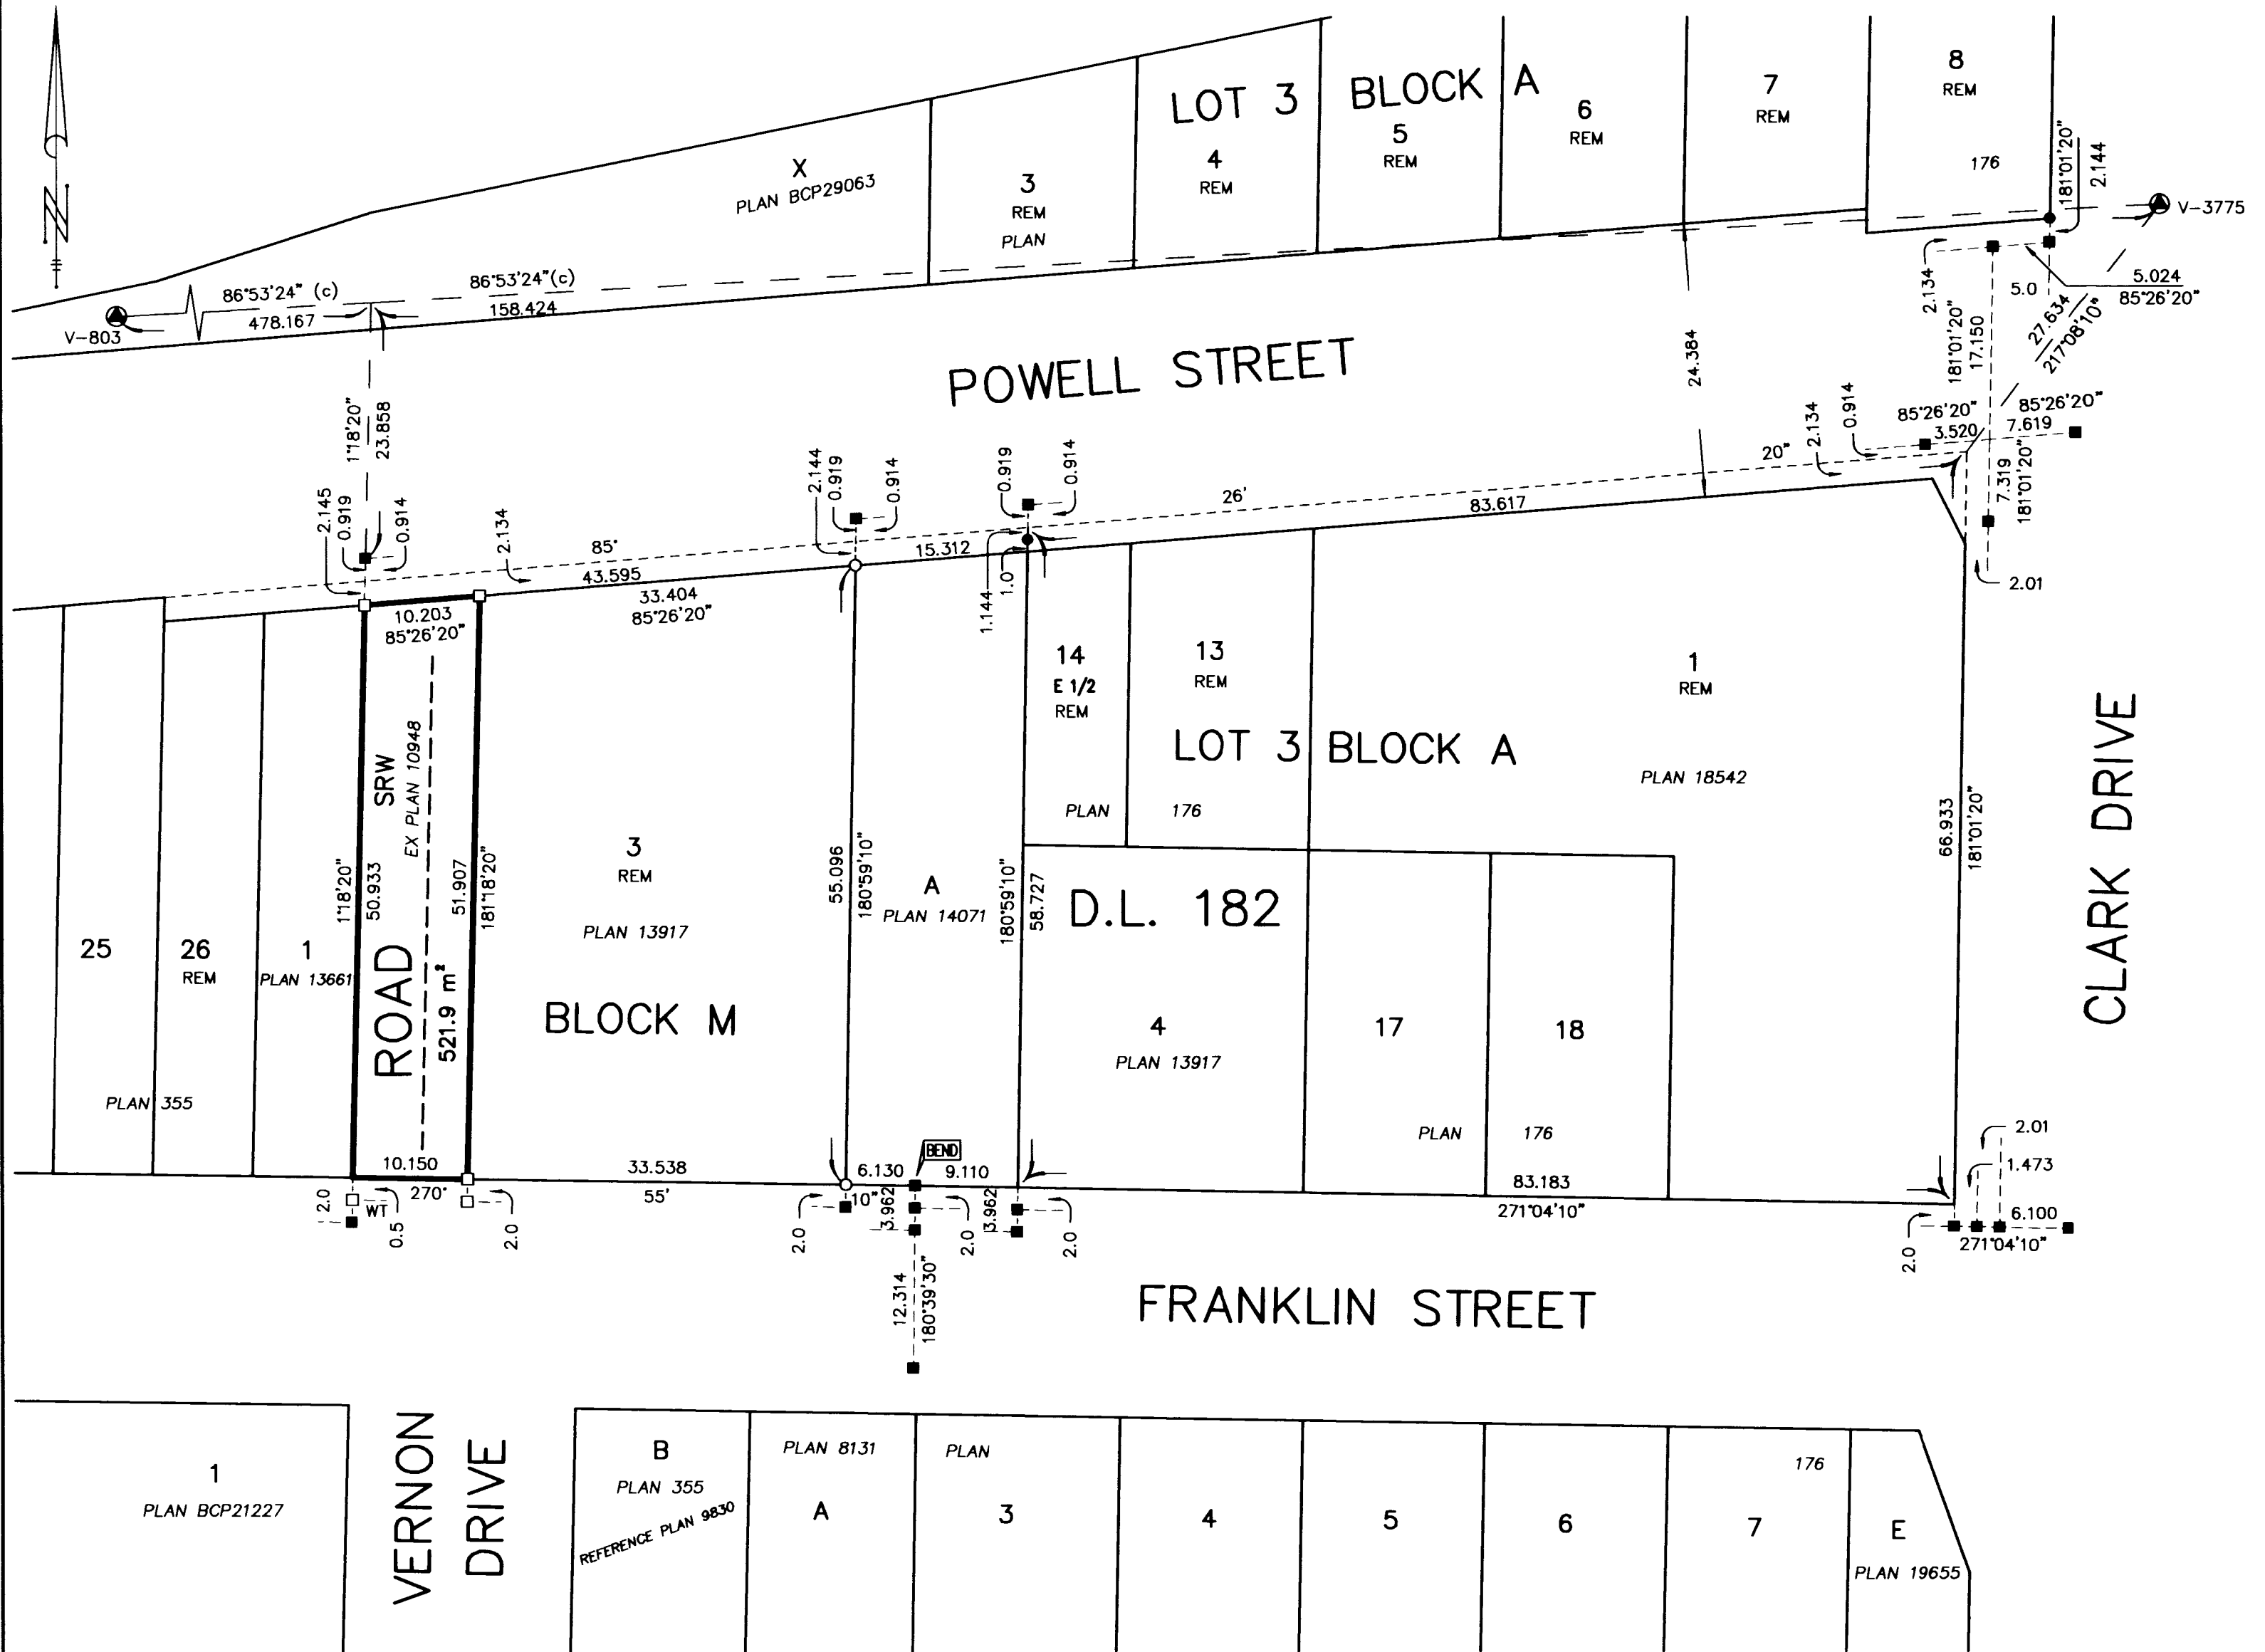 LOT 3 BLOCK A
X
PLAN BCP29063
3
REM
PLAN
4
REM
5
REM
6
REM
7
REM
8
REM
176
181°01'20"
2.144
V-3775
N
V-803
86°53'24" (c)
478.167
86°53'24"(c)
158.424
POWELL STREET
24.384
2.134
5.0
5.024
85°26'20"
181°01'20"
17.150
27.634
217°08'10"
1°18'20"
23.858
2.145
0.919
0.914
2.134
85°
43.595
2.144
0.919
0.914
15.312
0.919
0.914
1.144
1.0
26'
83.617
20"
2.134
0.914
85°26'20"
3.520
85°26'20"
7.619
7.319
181°01'20"
2.01
10.203
85°26'20"
33.404
85°26'20"
14
E 1/2
REM
13
REM
1
REM
LOT 3 BLOCK A
PLAN 18542
PLAN 176
CLARK DRIVE
66.933
181°01'20"
SRW
EX PLAN 10948
1°18'20"
50.933
51.907
181°18'20"
ROAD
521.9 m²
3
REM
PLAN 13917
BLOCK M
55.096
180°59'10"
A
PLAN 14071
180°59'10"
58.727
D.L. 182
25
26
REM
1
PLAN 13661
PLAN 355
4
PLAN 13917
17
18
PLAN 176
10.150
270°
33.538
55'
6.130
BEND
9.110
10"
83.183
271°04'10"
2.0
WT
0.5
2.0
2.0
3.962
2.0
3.962
2.0
2.0
2.01
1.473
6.100
271°04'10"
12.314
180°39'30"
FRANKLIN STREET
VERNON
DRIVE
1
PLAN BCP21227
B
PLAN 355
REFERENCE PLAN 9830
PLAN 8131
A
PLAN
3
4
5
6
7
176
E
PLAN 19655